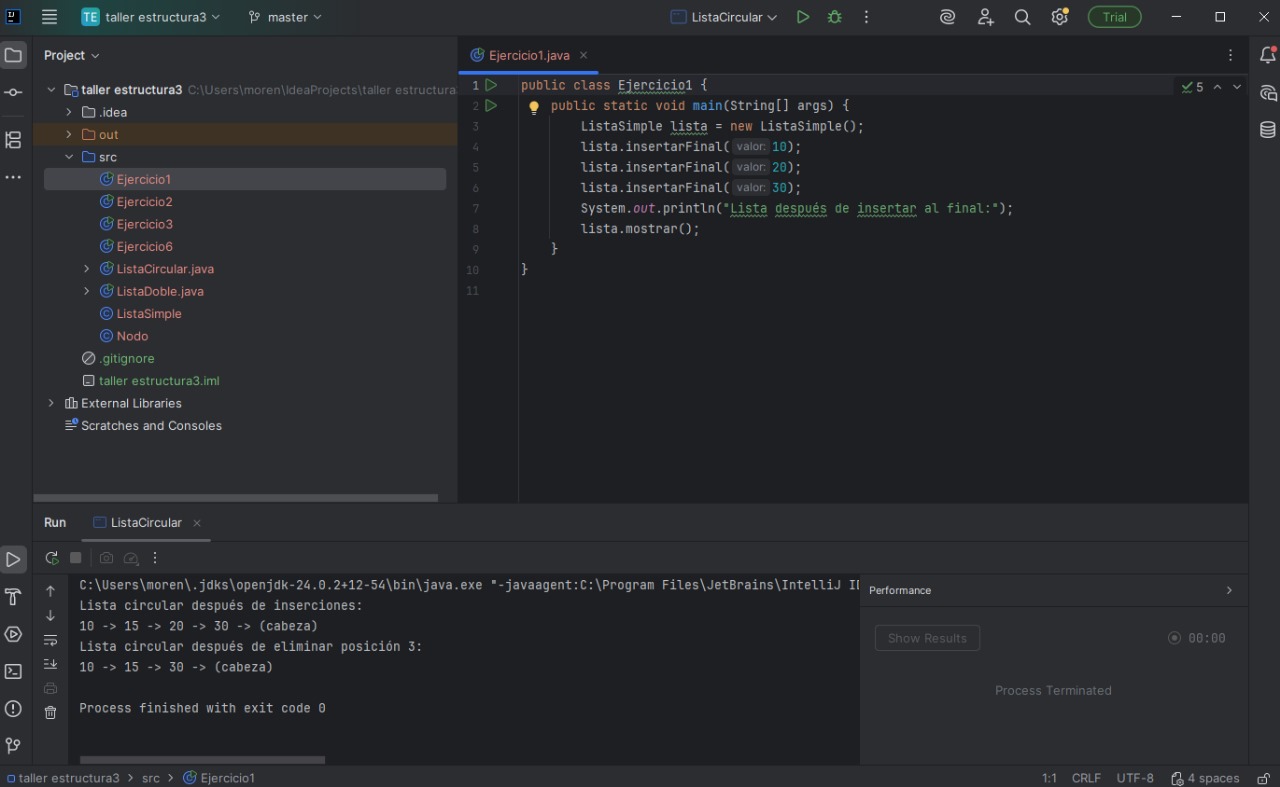 TE taller estructura3 master ListaCircular Trial
Project
Ejercicio1.java
taller estructura3 C:\Users\moren\IdeaProjects\taller estructura
.idea
out
src
Ejercicio1
Ejercicio2
Ejercicio3
Ejercicio6
ListaCircular.java
ListaDoble.java
ListaSimple
Nodo
.gitignore
taller estructura3.iml
External Libraries
Scratches and Consoles
5
1 public class Ejercicio1 {
2 public static void main(String[] args) {
3 ListaSimple lista = new ListaSimple();
4 lista.insertarFinal( valor: 10);
5 lista.insertarFinal( valor: 20);
6 lista.insertarFinal( valor: 30);
7 System.out.println("Lista después de insertar al final:");
8 lista.mostrar();
9 }
10 }
11
Run ListaCircular
C:\Users\moren\.jdks\openjdk-24.0.2+12-54\bin\java.exe "-javaagent:C:\Program Files\JetBrains\IntelliJ ID
Lista circular después de inserciones:
10 -> 15 -> 20 -> 30 -> (cabeza)
Lista circular después de eliminar posición 3:
10 -> 15 -> 30 -> (cabeza)
Process finished with exit code 0
Performance
Show Results 00:00
Process Terminated
taller estructura3 > src > Ejercicio1 1:1 CRLF UTF-8 4 spaces